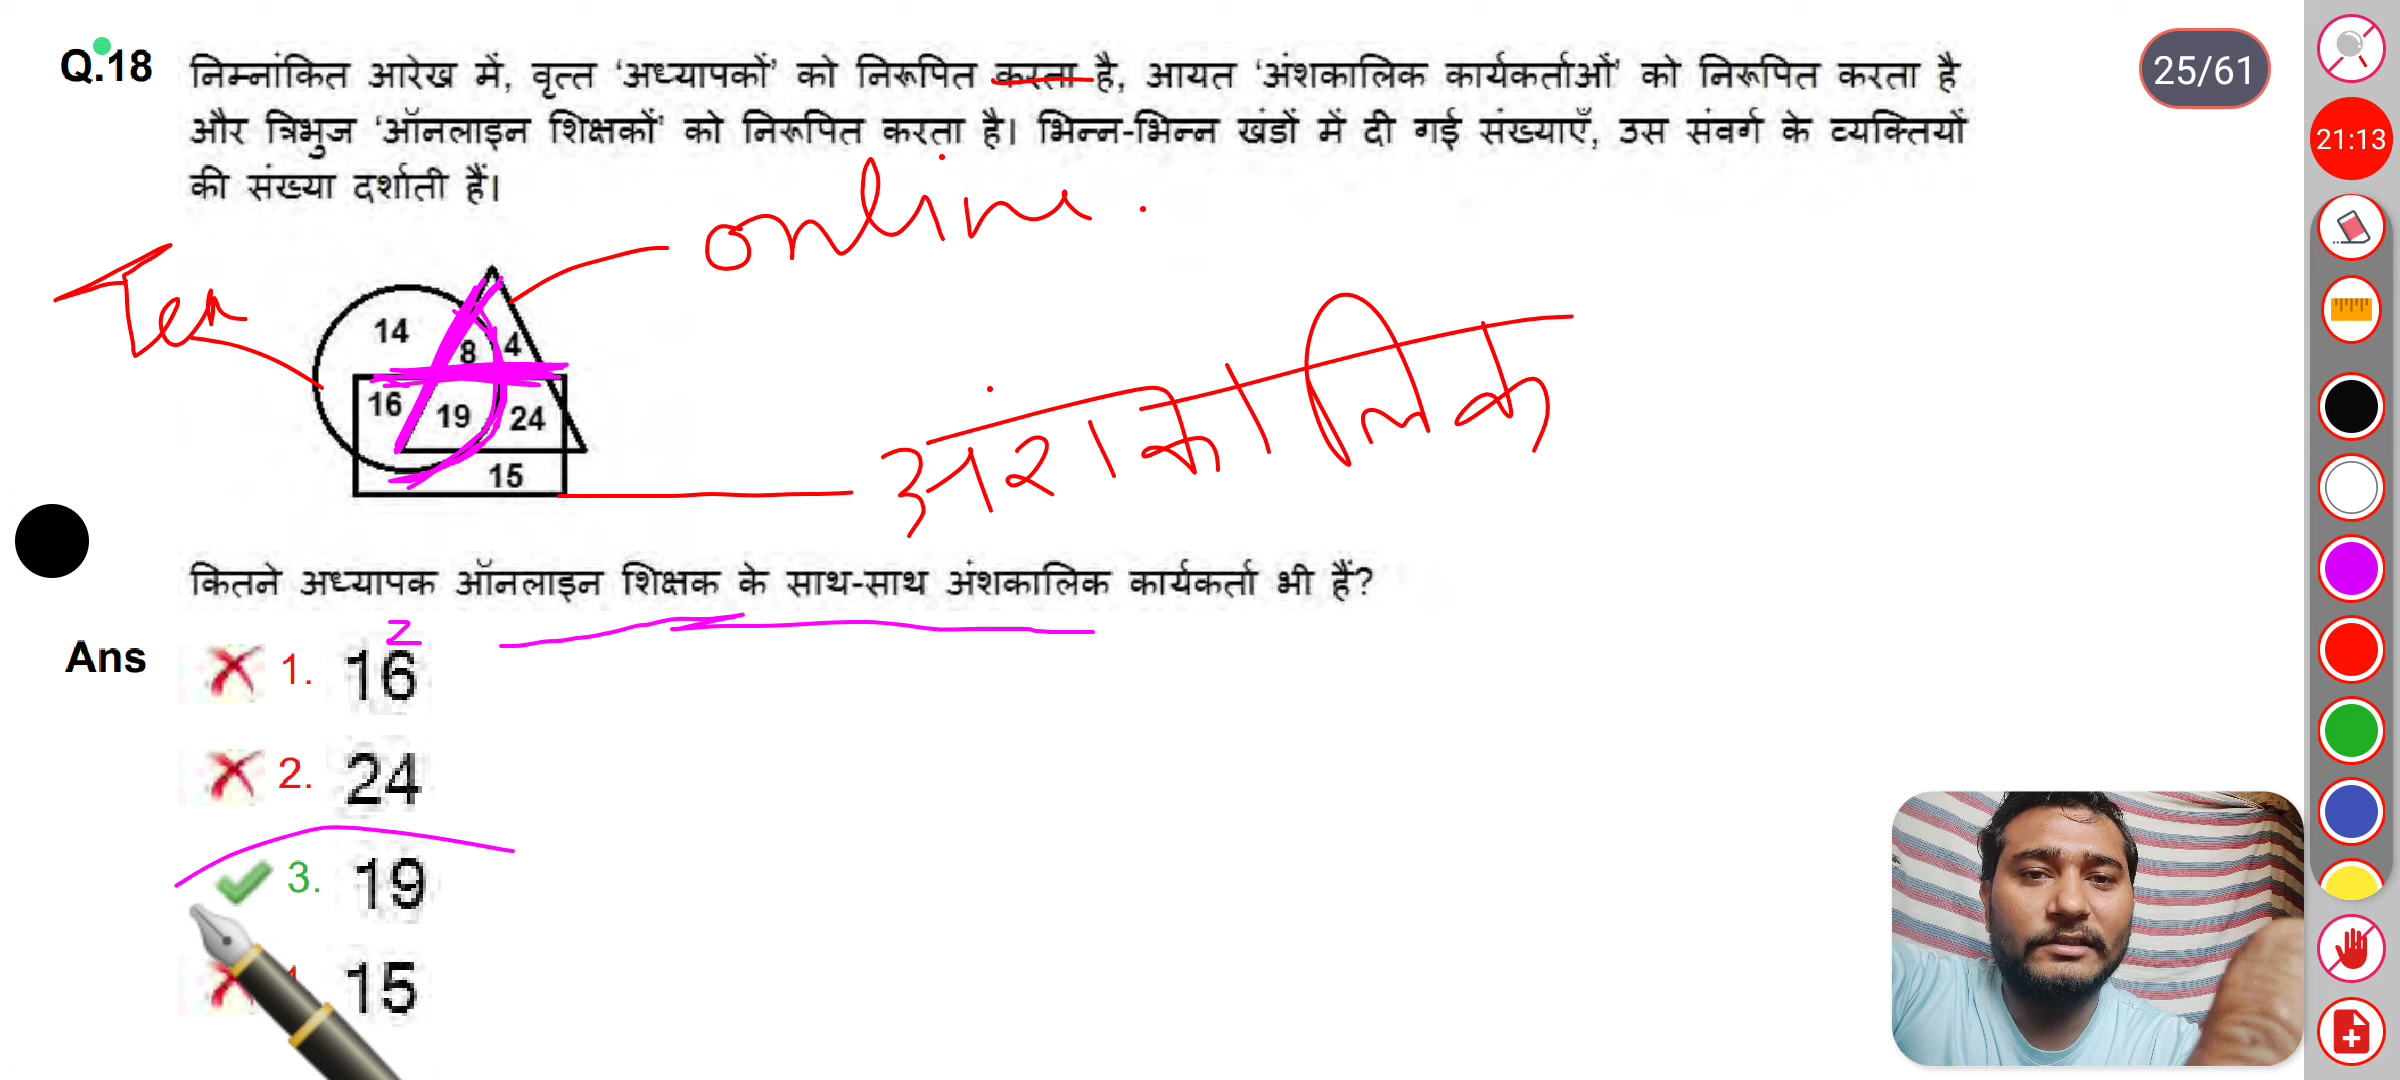 Q.18 निम्नांकित आरेख में, वृत्त 'अध्यापकों' को निरूपित करता है, आयत 'अंशकालिक कार्यकर्ताओं' को निरूपित करता है
और त्रिभुज 'ऑनलाइन शिक्षकों' को निरूपित करता है। भिन्न-भिन्न खंडों में दी गई संख्याएँ, उस संवर्ग के व्यक्तियों
की संख्या दर्शाती हैं।
25/61
21:13
online.
Tea
14
8 4
16 19 24
15
अंशकालिक
कितने अध्यापक ऑनलाइन शिक्षक के साथ-साथ अंशकालिक कार्यकर्ता भी हैं?
Ans 1. 16
2. 24
3. 19
15